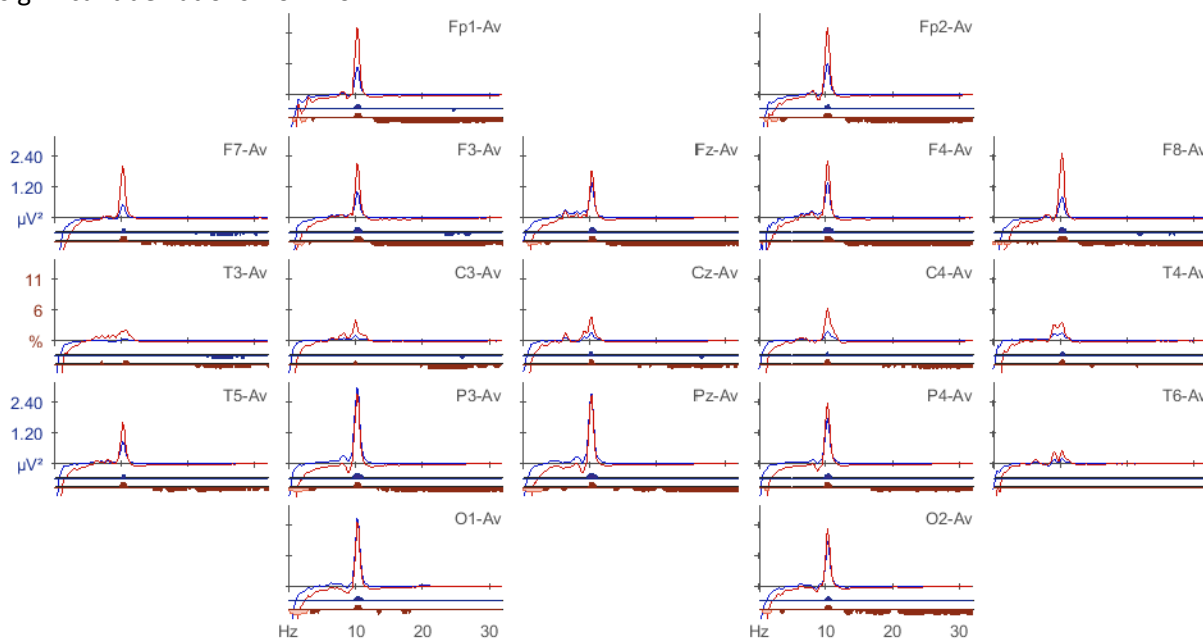 Fp1-Av Fp2-Av
2.40 F7-Av F3-Av Fz-Av F4-Av F8-Av
1.20
µV²
11 T3-Av C3-Av Cz-Av C4-Av T4-Av
6
%
2.40 T5-Av P3-Av Pz-Av P4-Av T6-Av
1.20
µV²
O1-Av O2-Av
Hz 10 20 30 Hz 10 20 30